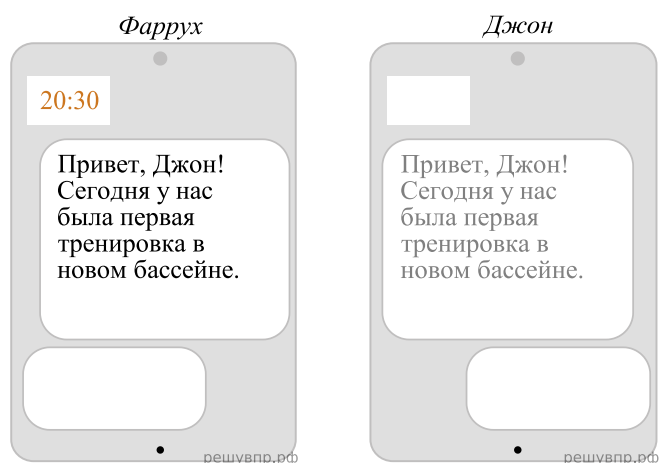 Фаррух
20:30
Привет, Джон!
Сегодня у нас
была первая
тренировка в
новом бассейне.
решувпр.рф
Джон
Привет, Джон!
Сегодня у нас
была первая
тренировка в
новом бассейне.
решувпр.рф